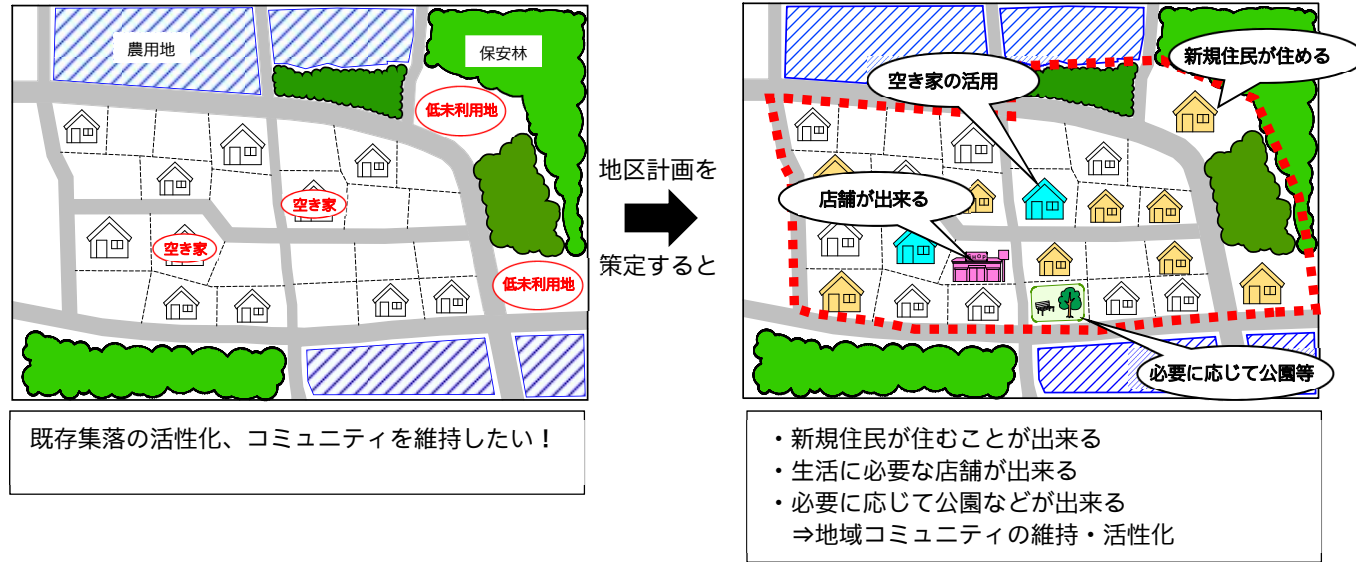 農用地
保安林
低未利用地
空き家
空き家
低未利用地
既存集落の活性化、コミュニティを維持したい！
地区計画を
策定すると
新規住民が住める
空き家の活用
店舗が出来る
SHOP
必要に応じて公園等
・新規住民が住むことが出来る
・生活に必要な店舗が出来る
・必要に応じて公園などが出来る
⇒地域コミュニティの維持・活性化